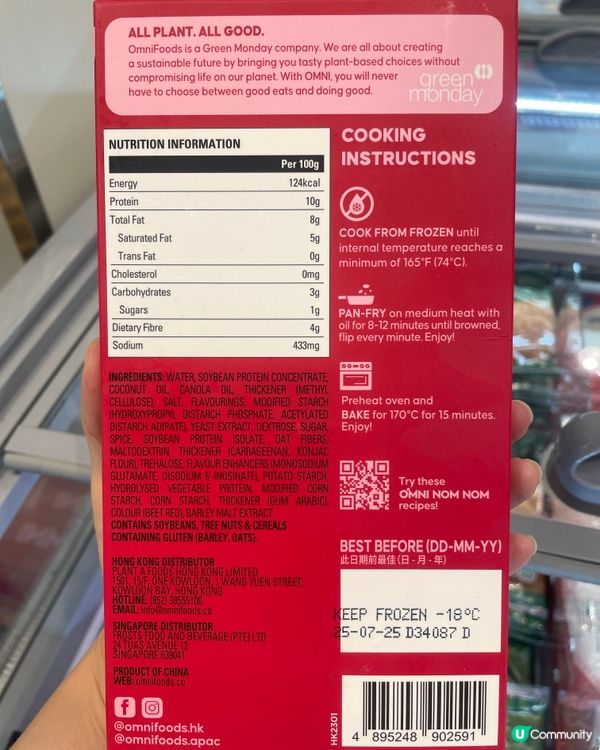 ALL PLANT. ALL GOOD.
OmniFoods is a Green Monday company. We are all about creating
a sustainable future by bringing you tasty plant-based choices without
compromising life on our planet. With OMNI, you will never
have to choose between good eats and doing good.
green
monday
NUTRITION INFORMATION
Per 100g
Energy 124kcal
Protein 10g
Total Fat 8g
Saturated Fat 5g
Trans Fat 0g
Cholesterol 0mg
Carbohydrates 3g
Sugars 1g
Dietary Fibre 4g
Sodium 433mg
INGREDIENTS: WATER, SOYBEAN PROTEIN CONCENTRATE,
COCONUT OIL, CANOLA OIL, THICKENER (METHYL
CELLULOSE), SALT, FLAVOURINGS, MODIFIED STARCH
(HYDROXYPROPYL DISTARCH PHOSPHATE, ACETYLATED
DISTARCH ADIPATE), YEAST EXTRACT, DEXTROSE, SUGAR,
SPICE, SOYBEAN PROTEIN ISOLATE, OAT FIBERS,
MALTODEXTRIN, THICKENER (CARRAGEENAN, KONJAC
FLOUR), TREHALOSE, FLAVOUR ENHANCERS (MONOSODIUM
GLUTAMATE, DISODIUM 5'-INOSINATE), POTATO STARCH,
HYDROLYSED VEGETABLE PROTEIN, MODIFIED CORN
STARCH, CORN STARCH, THICKENER (GUM ARABIC),
COLOUR (BEET RED), BARLEY MALT EXTRACT.
CONTAINS SOYBEANS, TREE NUTS & CEREALS
CONTAINING GLUTEN (BARLEY, OATS).
HONG KONG DISTRIBUTOR
PLANT A FOODS HONG KONG LIMITED
1501, 15/F, ONE KOWLOON, 1 WANG YUEN STREET,
KOWLOON BAY, HONG KONG
HOTLINE: (852) 38555100
EMAIL: info@omnifoods.co
SINGAPORE DISTRIBUTOR
FROSTS FOOD AND BEVERAGE (PTE) LTD
24 TUAS AVENUE 12
SINGAPORE 639041
PRODUCT OF CHINA
WEB: omnifoods.co
@omnifoods.hk
@omnifoods.apac
COOKING
INSTRUCTIONS
COOK FROM FROZEN until
internal temperature reaches a
minimum of 165°F (74°C).
PAN-FRY on medium heat with
oil for 8-12 minutes until browned,
flip every minute. Enjoy!
Preheat oven and
BAKE for 170°C for 15 minutes.
Enjoy!
Try these
OMNI NOM NOM
recipes!
BEST BEFORE (DD-MM-YY)
此日期前最佳 (日 - 月 - 年)
KEEP FROZEN -18°C
25-07-25 D34087 D
HK2301
4 895248 902591
U Community